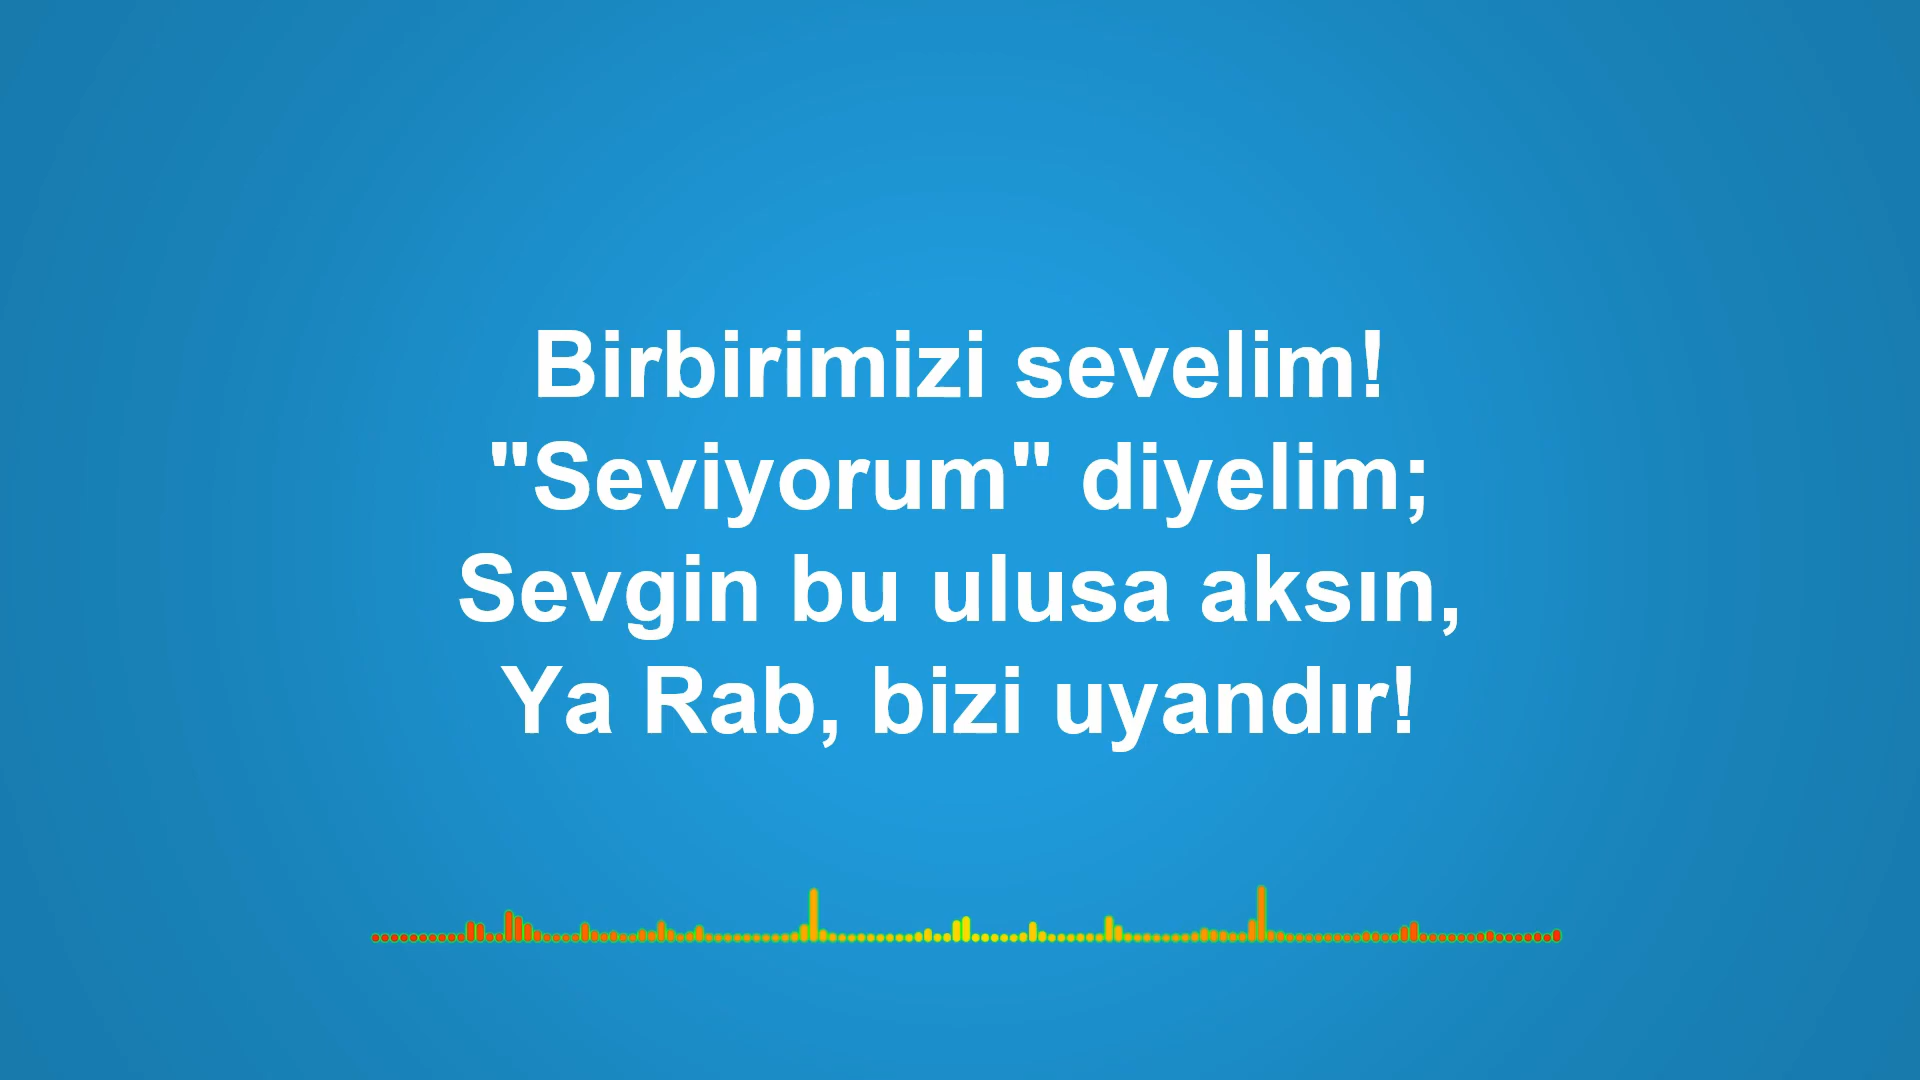 Birbirimizi sevelim!
"Seviyorum" diyelim;
Sevgin bu ulusa aksın,
Ya Rab, bizi uyandır!